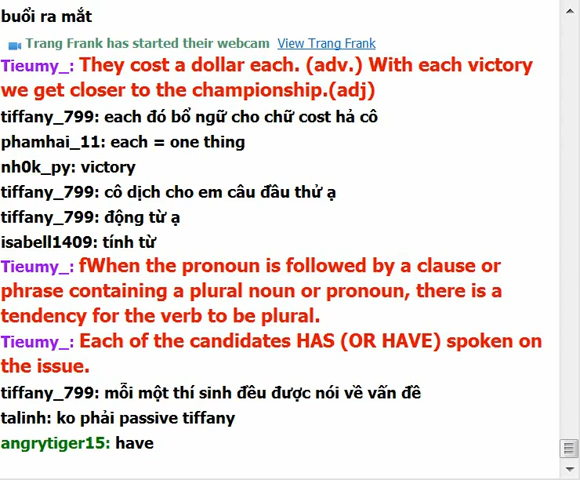 buổi ra mắt
Trang Frank has started their webcam View Trang Frank
Tieumy_: They cost a dollar each. (adv.) With each victory
we get closer to the championship.(adj)
tiffany_799: each đó bổ ngữ cho chữ cost hả cô
phamhai_11: each = one thing
nh0k_py: victory
tiffany_799: cô dịch cho em câu đầu thử ạ
tiffany_799: động từ ạ
isabell1409: tính từ
Tieumy_: fWhen the pronoun is followed by a clause or
phrase containing a plural noun or pronoun, there is a
tendency for the verb to be plural.
Tieumy_: Each of the candidates HAS (OR HAVE) spoken on
the issue.
tiffany_799: mỗi một thí sinh đều được nói về vấn đề
talinh: ko phải passive tiffany
angrytiger15: have